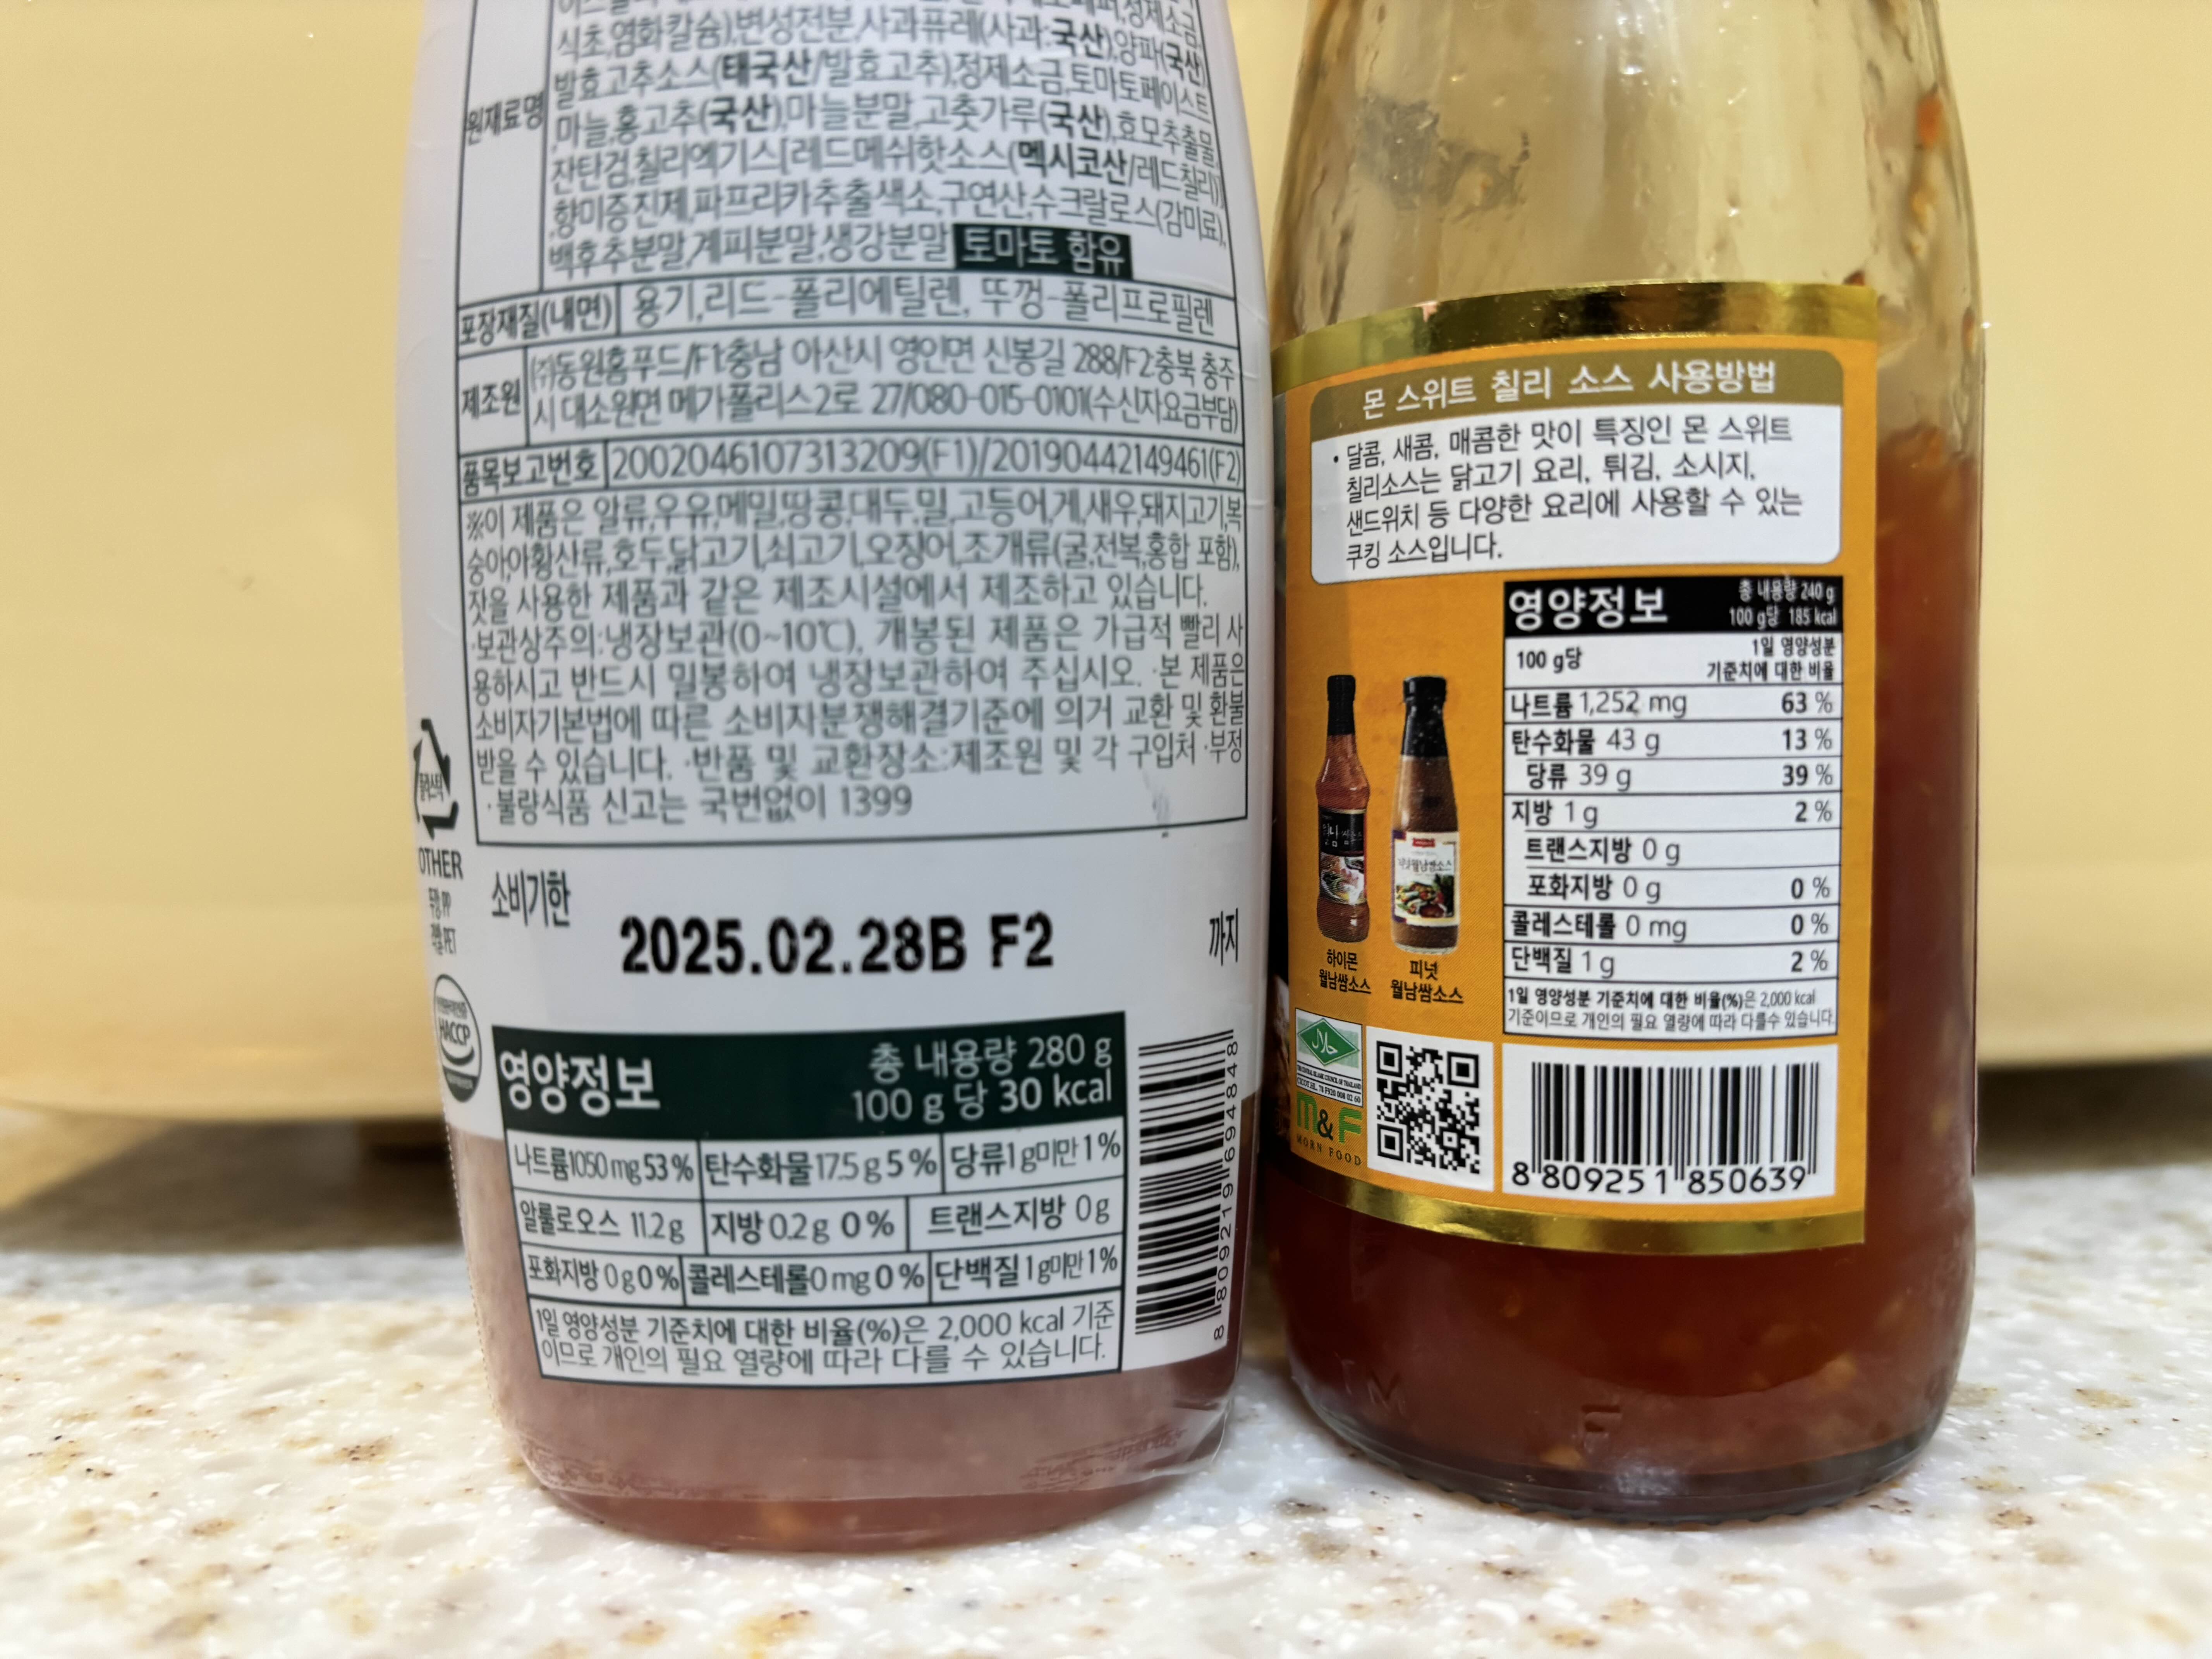 식초,염화칼슘),변성전분,사과퓨레(사과:국산),양파(국산)
발효고추소스(태국산/발효고추),정제소금,토마토페이스트
원재료명
,마늘,홍고추(국산),마늘분말,고춧가루(국산),효모추출물,
잔탄검,칠리엑기스[레드메쉬핫소스(멕시코산/레드칠리)]
,향미증진제,파프리카추출색소,구연산,수크랄로스(감미료),
백후추분말,계피분말,생강분말 토마토 함유
포장재질(내면) 용기,리드-폴리에틸렌, 뚜껑-폴리프로필렌
제조원 ㈜동원홈푸드/F1:충남 아산시 영인면 신봉길 288/F2:충북 충주
시 대소원면 메가폴리스2로 27/080-015-0101(수신자요금부담)
품목보고번호 2002046107313209(F1)/20190442149461(F2)
※이 제품은 알류,우유,메밀,땅콩,대두,밀,고등어,게,새우,돼지고기,복
숭아,아황산류,호두,닭고기,쇠고기,오징어,조개류(굴,전복,홍합 포함),
잣을 사용한 제품과 같은 제조시설에서 제조하고 있습니다.
·보관상주의:냉장보관(0~10℃), 개봉된 제품은 가급적 빨리 사
용하시고 반드시 밀봉하여 냉장보관하여 주십시오. ·본 제품은
소비자기본법에 따른 소비자분쟁해결기준에 의거 교환 및 환불
받을 수 있습니다. ·반품 및 교환장소:제조원 및 각 구입처 ·부정
·불량식품 신고는 국번없이 1399
플라스틱
OTHER
뚜껑:PP
라벨:PET
HACCP
소비기한
2025.02.28B F2
까지
영양정보
총 내용량 280 g
100 g 당 30 kcal
나트륨1050mg 53% 탄수화물17.5g 5% 당류1g미만 1%
알룰로오스 11.2g 지방0.2g 0% 트랜스지방 0g
포화지방 0g 0% 콜레스테롤0mg 0% 단백질 1g미만 1%
1일 영양성분 기준치에 대한 비율(%)은 2,000 kcal 기준
이므로 개인의 필요 열량에 따라 다를 수 있습니다.
8 809219 694848
몬 스위트 칠리 소스 사용방법
• 달콤, 새콤, 매콤한 맛이 특징인 몬 스위트
칠리소스는 닭고기 요리, 튀김, 소시지,
샌드위치 등 다양한 요리에 사용할 수 있는
쿠킹 소스입니다.
영양정보
총 내용량 240 g
100 g당 185 kcal
100 g당
1일 영양성분
기준치에 대한 비율
나트륨 1,252 mg 63 %
탄수화물 43 g 13 %
당류 39 g 39 %
지방 1 g 2 %
트랜스지방 0 g
포화지방 0 g 0 %
콜레스테롤 0 mg 0 %
단백질 1 g 2 %
1일 영양성분 기준치에 대한 비율(%)은 2,000 kcal
기준이므로 개인의 필요 열량에 따라 다를수 있습니다.
하이몬
월남쌈소스
피넛
월남쌈소스
M&F
MORN FOOD
8 809251 850639
M F